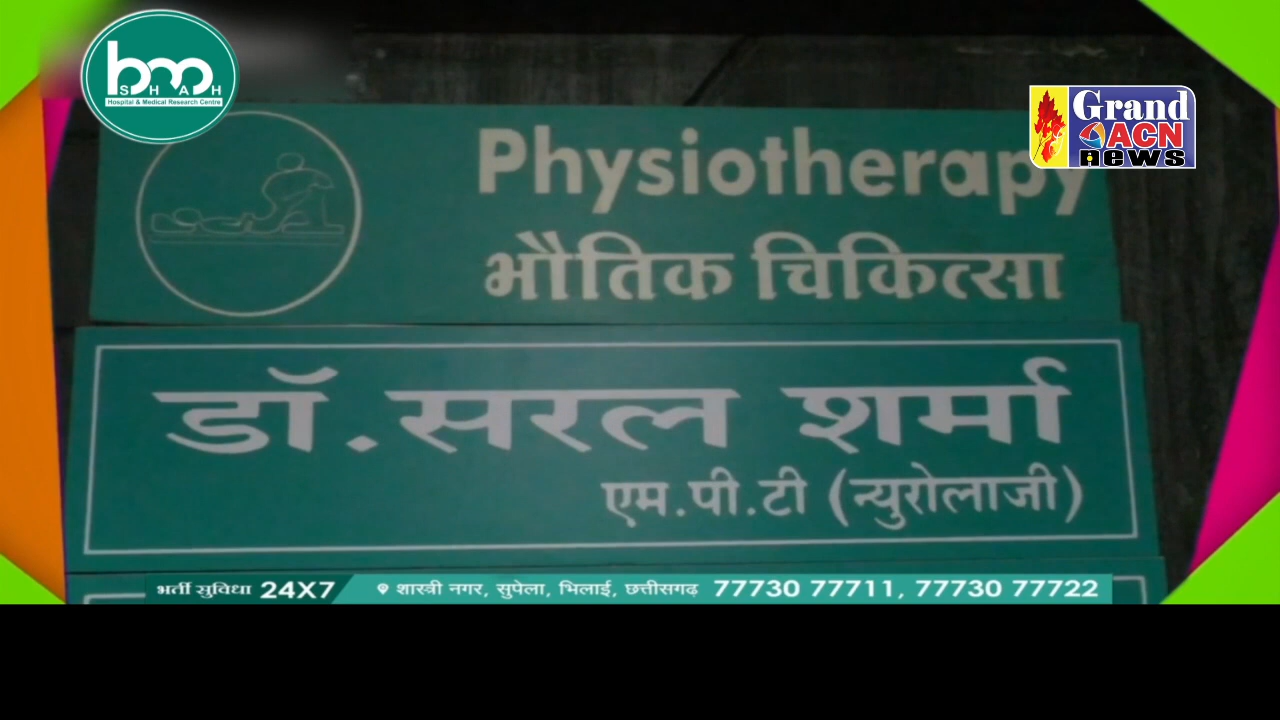 bmo
SHAH
Hospital & Medical Research Centre
Grand
ACN
news
Physiotherapy
भौतिक चिकित्सा
डॉ.सरल शर्मा
एम.पी.टी (न्युरोलाजी)
भर्ती सुविधा 24X7 शास्त्री नगर, सुपेला, भिलाई, छत्तीसगढ़ 77730 77711, 77730 77722